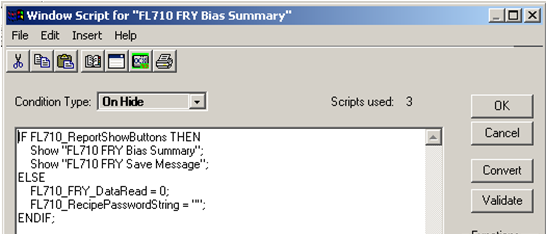 Window Script for "FL710 FRY Bias Summary"
File Edit Insert Help
Condition Type: On Hide Scripts used: 3
OK
Cancel
Convert
Validate
IF FL710_ReportShowButtons THEN
Show "FL710 FRY Bias Summary";
Show "FL710 FRY Save Message";
ELSE
FL710_FRY_DataRead = 0;
FL710_RecipePasswordString = "";
ENDIF;